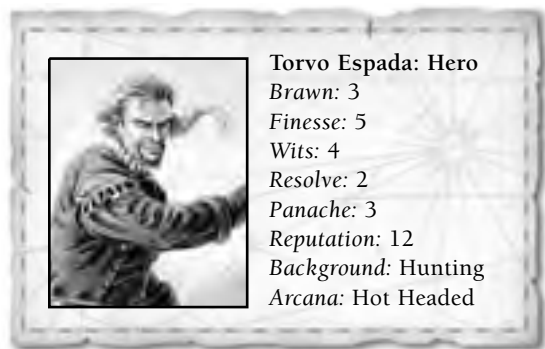 Torvo Espada: Hero
Brawn: 3
Finesse: 5
Wits: 4
Resolve: 2
Panache: 3
Reputation: 12
Background: Hunting
Arcana: Hot Headed